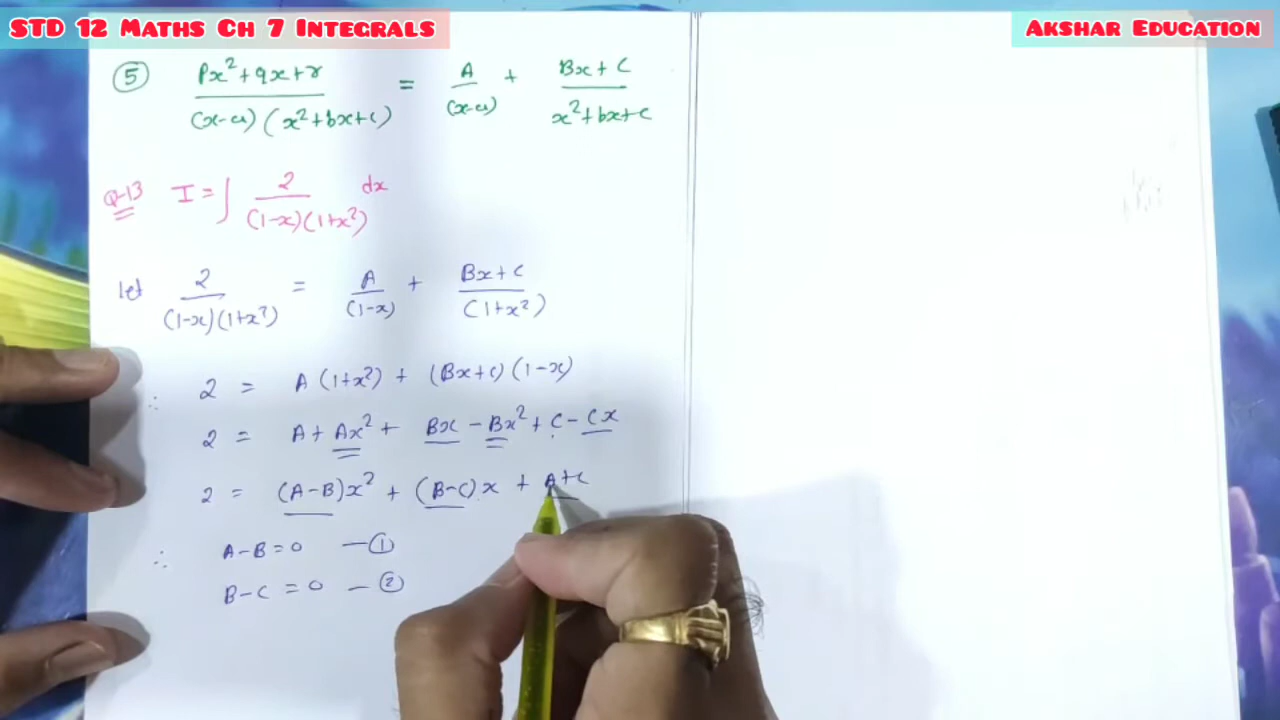 STD 12 Maths Ch 7 Integrals
Akshar Education
(5) (Px²+qx+r)/((x-a)(x²+bx+c)) = A/(x-a) + (Bx+C)/(x²+bx+c)
Q-13 I = ∫ 2/((1-x)(1+x²)) dx
let 2/((1-x)(1+x²)) = A/(1-x) + (Bx+C)/(1+x²)
∴ 2 = A(1+x²) + (Bx+c)(1-x)
2 = A + Ax² + Bx - Bx² + C - Cx
2 = (A-B)x² + (B-C)x + A+C
∴ A-B=0 —(1)
B-C=0 —(2)